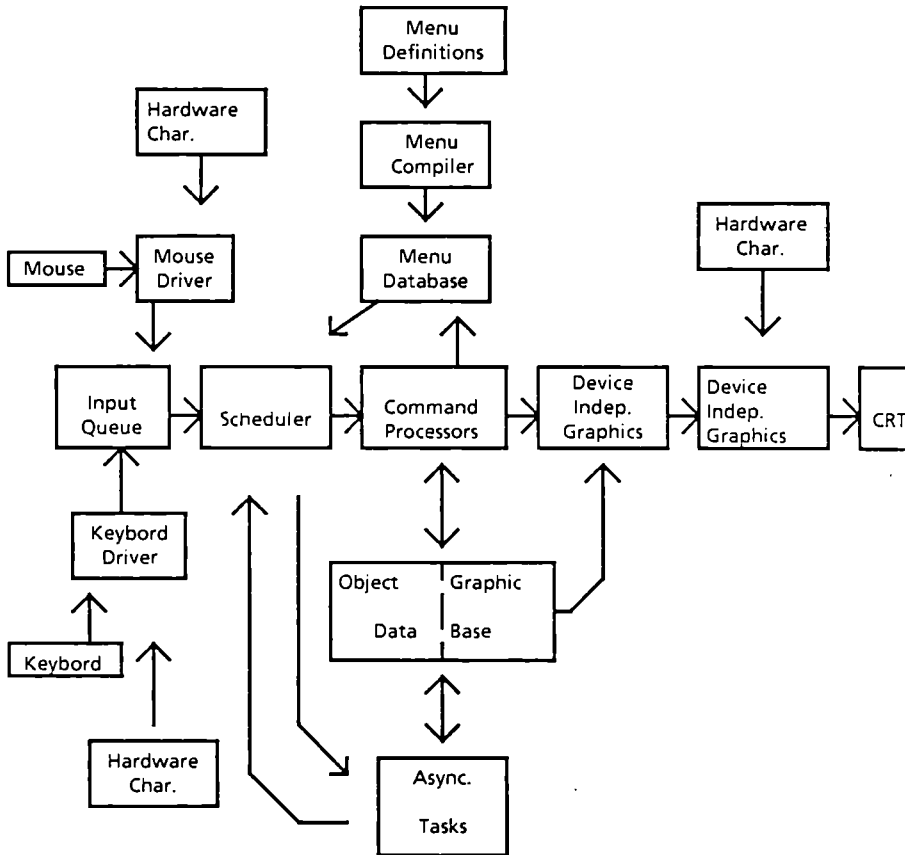 Menu
Definitions
Hardware
Char.
Menu
Compiler
Hardware
Char.
Mouse
Mouse
Driver
Menu
Database
Input
Queue
Scheduler
Command
Processors
Device
Indep.
Graphics
Device
Indep.
Graphics
CRT
Keybord
Driver
Object Graphic
Data Base
Keybord
Hardware
Char.
Async.
Tasks